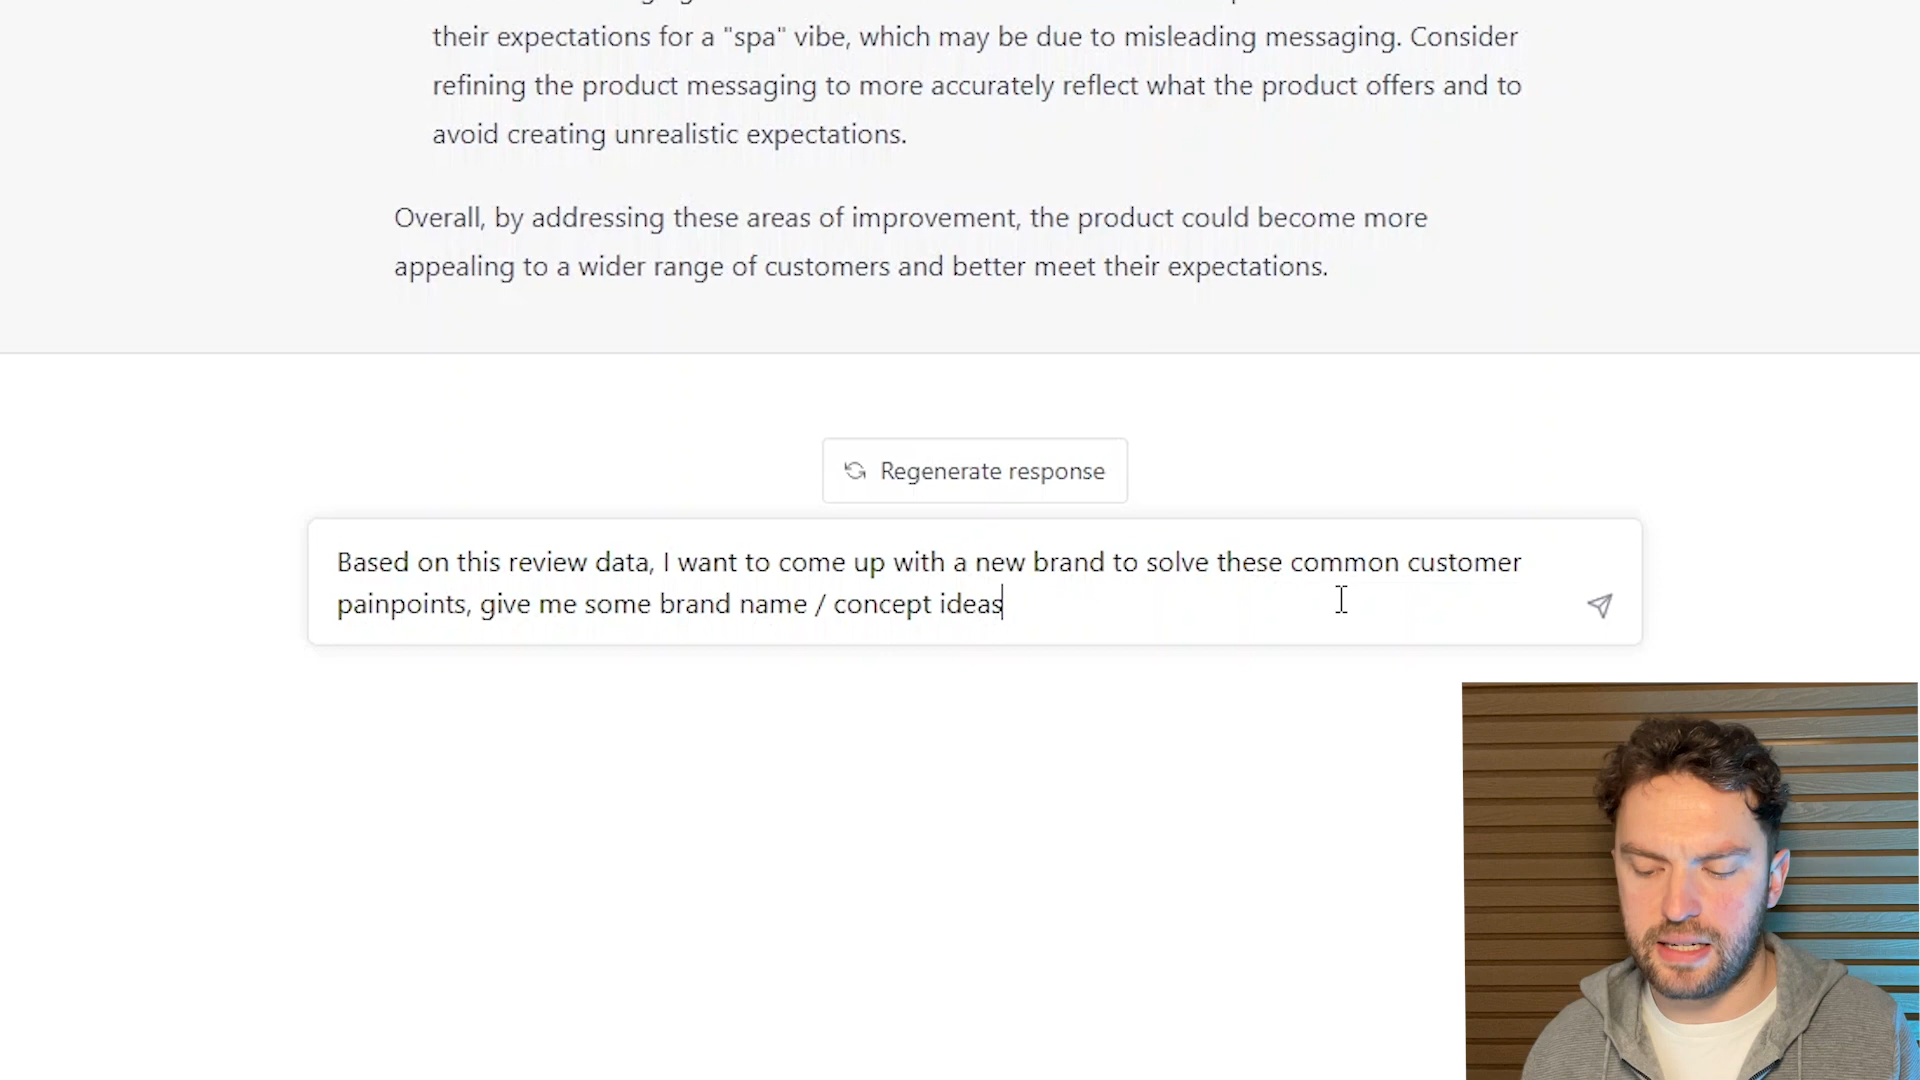 their expectations for a "spa" vibe, which may be due to misleading messaging. Consider
refining the product messaging to more accurately reflect what the product offers and to
avoid creating unrealistic expectations.
Overall, by addressing these areas of improvement, the product could become more
appealing to a wider range of customers and better meet their expectations.
Regenerate response
Based on this review data, I want to come up with a new brand to solve these common customer
painpoints, give me some brand name / concept ideas